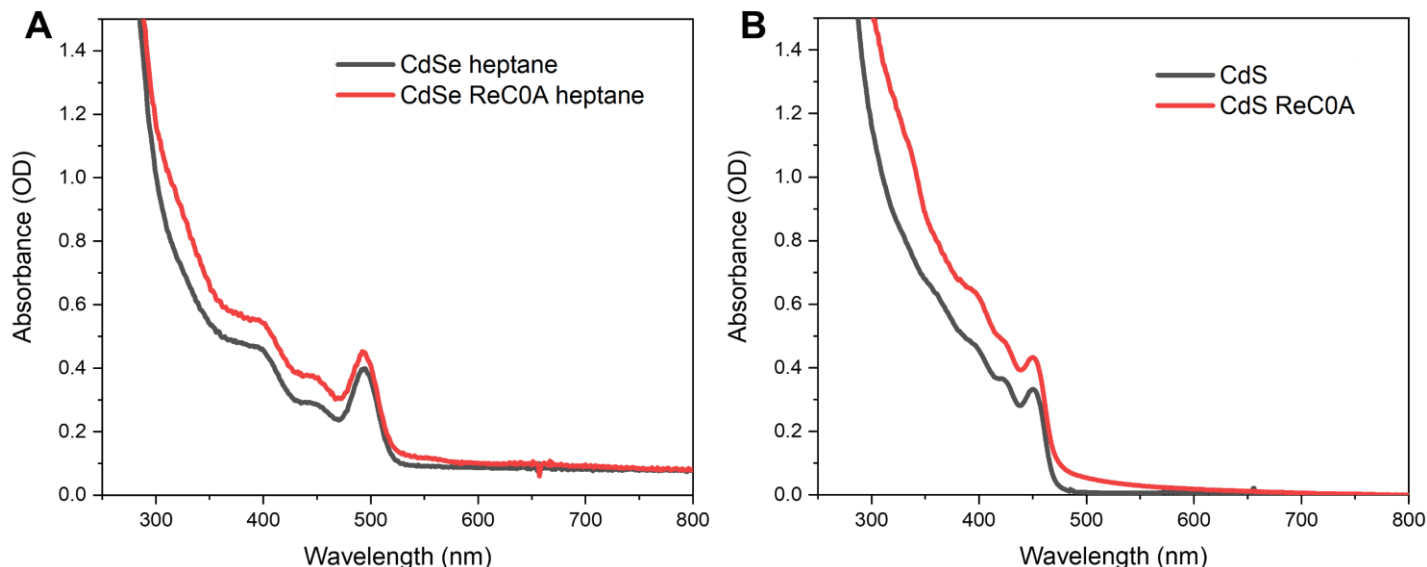 A
CdSe heptane
CdSe ReC0A heptane
Absorbance (OD)
1.4
1.2
1.0
0.8
0.6
0.4
0.2
0.0
300 400 500 600 700 800
Wavelength (nm)
B
CdS
CdS ReC0A
Absorbance (OD)
1.4
1.2
1.0
0.8
0.6
0.4
0.2
0.0
300 400 500 600 700 800
Wavelength (nm)